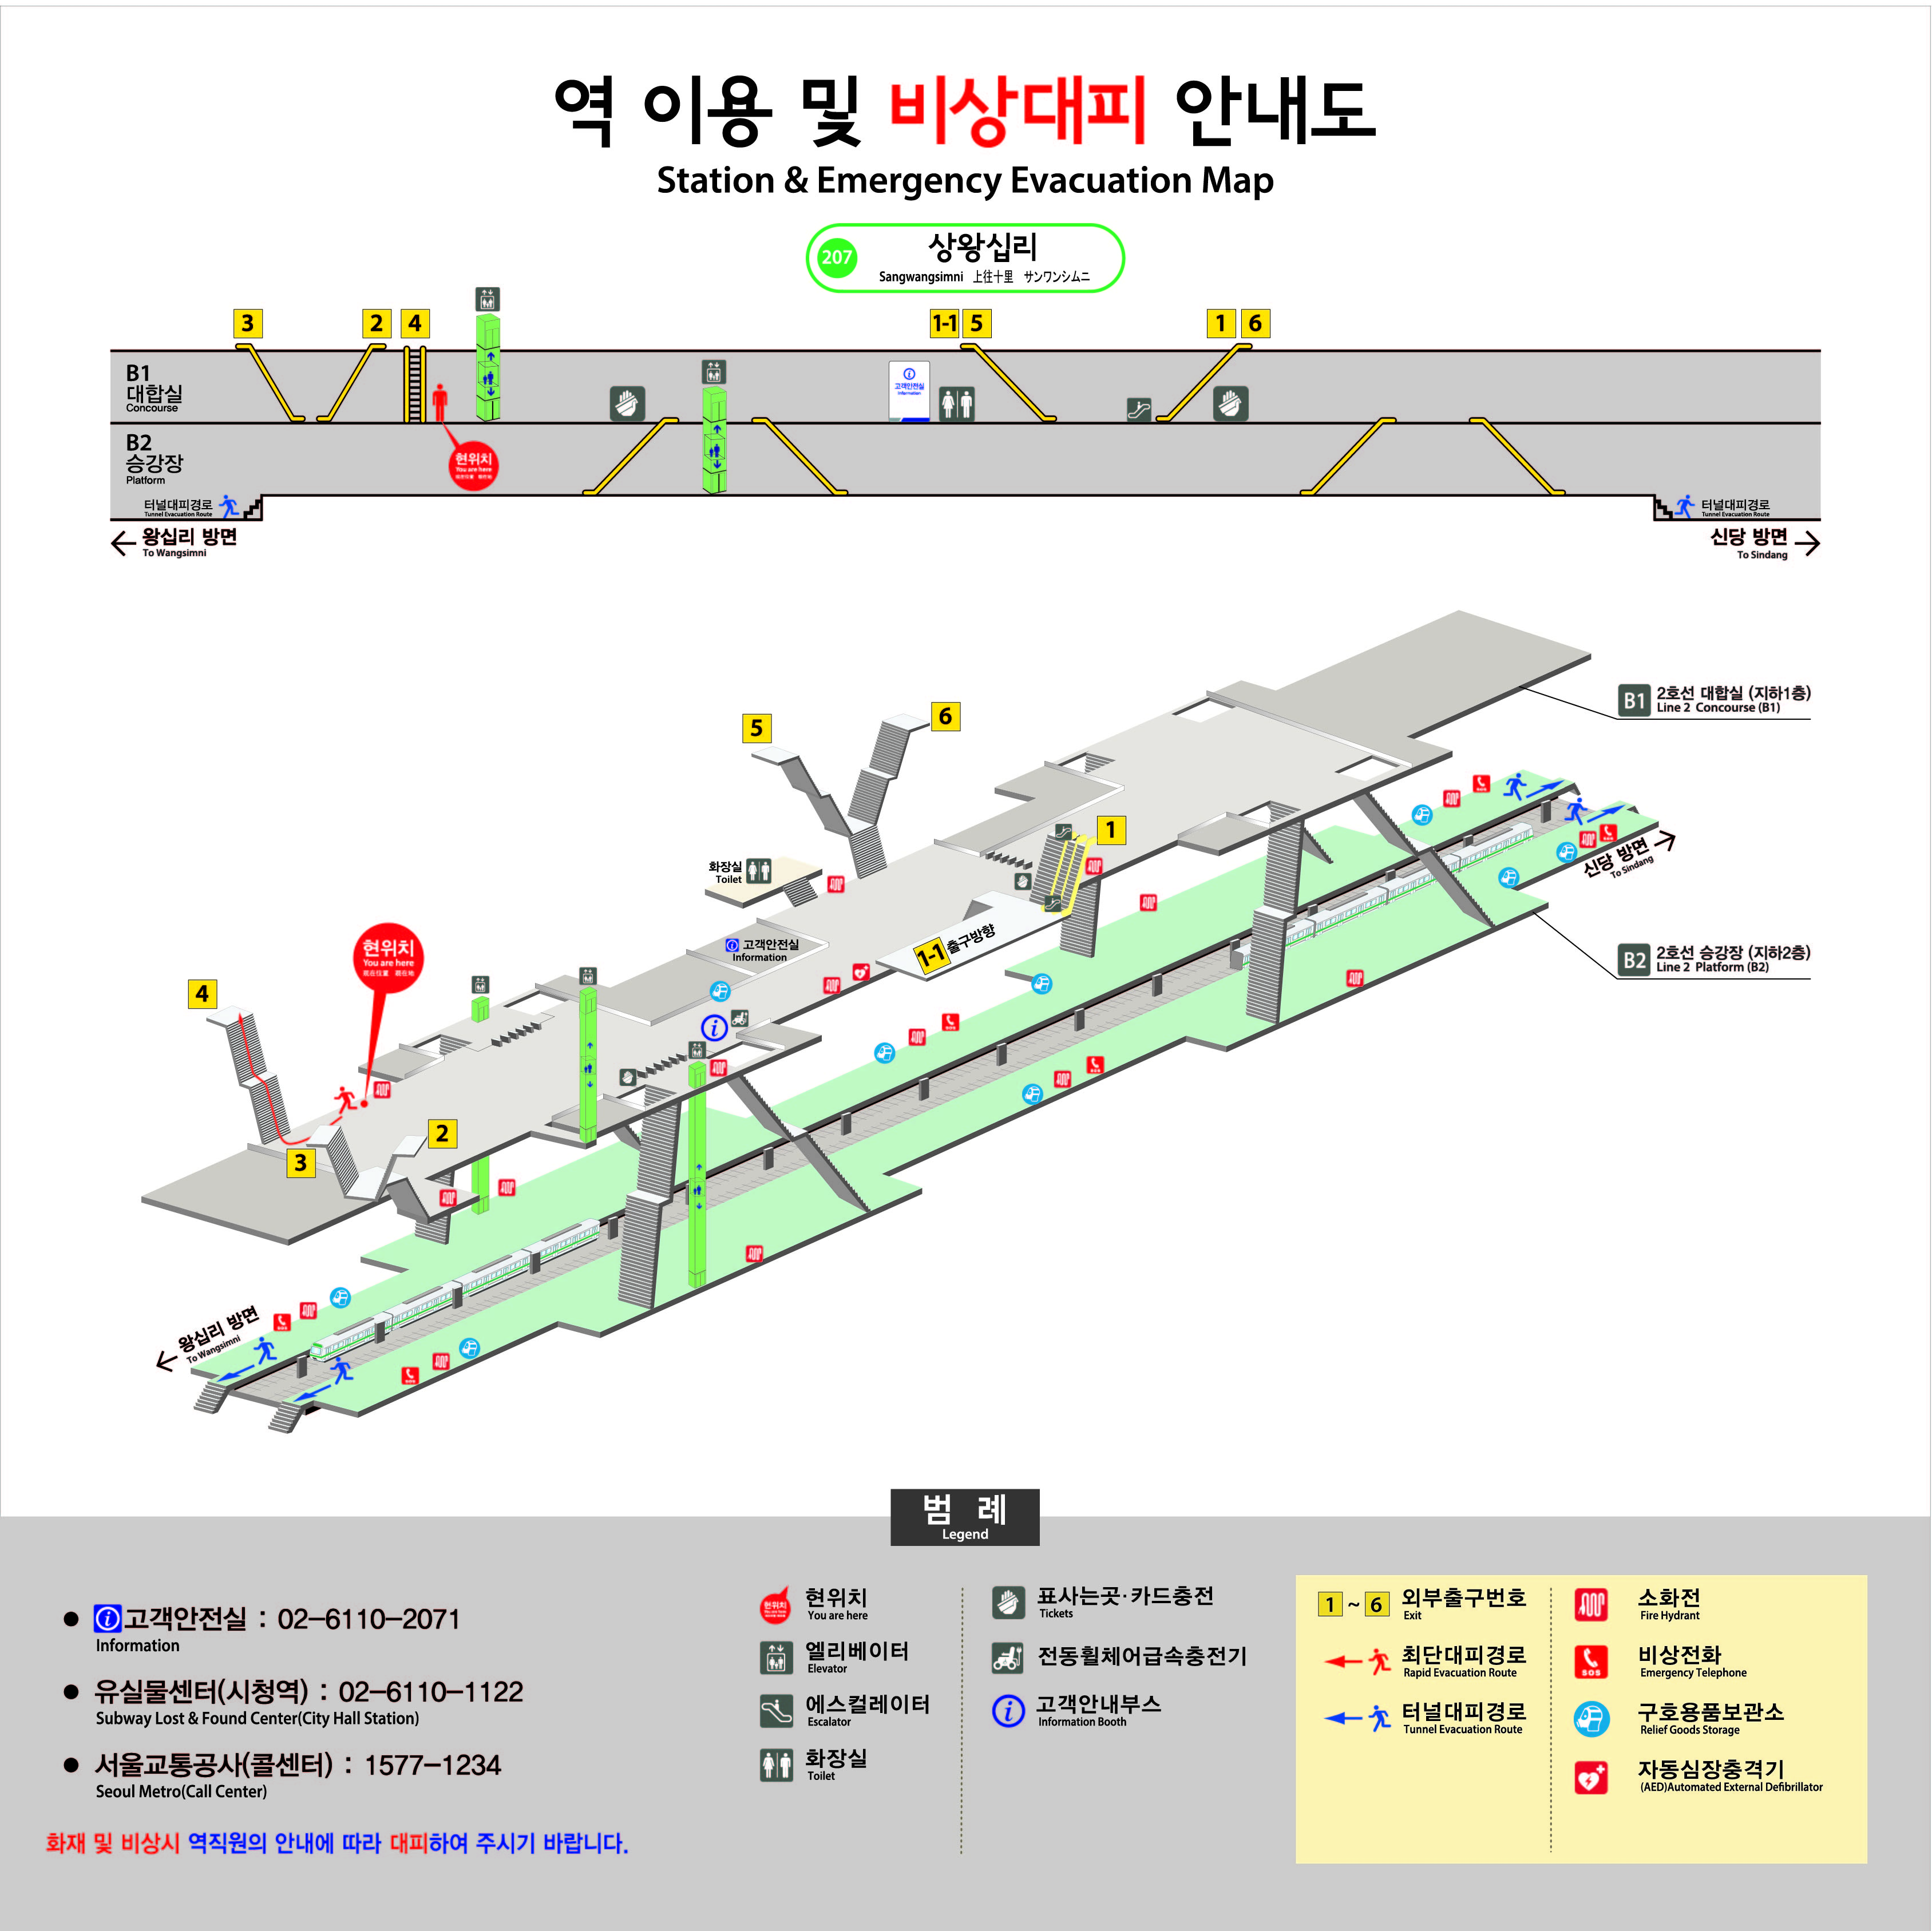 역 이용 및 비상대피 안내도
Station & Emergency Evacuation Map
207
상왕십리
Sangwangsimni 上往十里 サンワンシムニ
3
2
4
1-1
5
1
6
B1
대합실
Concourse
고객안전실
Information
B2
승강장
Platform
현위치
You are here
現在位置 現在地
터널대피경로
Tunnel Evacuation Route
터널대피경로
Tunnel Evacuation Route
왕십리 방면
To Wangsimni
신당 방면
To Sindang
B1
2호선 대합실 (지하1층)
Line 2 Concourse (B1)
5
6
1
화장실
Toilet
신당 방면
To Sindang
고객안전실
Information
1-1 출구방향
B2
2호선 승강장 (지하2층)
Line 2 Platform (B2)
현위치
You are here
現在位置 現在地
4
2
3
왕십리 방면
To Wangsimni
범 례
Legend
고객안전실 : 02-6110-2071
Information
유실물센터(시청역) : 02-6110-1122
Subway Lost & Found Center(City Hall Station)
서울교통공사(콜센터) : 1577-1234
Seoul Metro(Call Center)
화재 및 비상시 역직원의 안내에 따라 대피하여 주시기 바랍니다.
현위치
You are here
엘리베이터
Elevator
에스컬레이터
Escalator
화장실
Toilet
표사는곳·카드충전
Tickets
전동휠체어급속충전기
고객안내부스
Information Booth
1 ~ 6
외부출구번호
Exit
최단대피경로
Rapid Evacuation Route
터널대피경로
Tunnel Evacuation Route
소화전
Fire Hydrant
SOS
비상전화
Emergency Telephone
구호용품보관소
Relief Goods Storage
자동심장충격기
(AED)Automated External Defibrillator